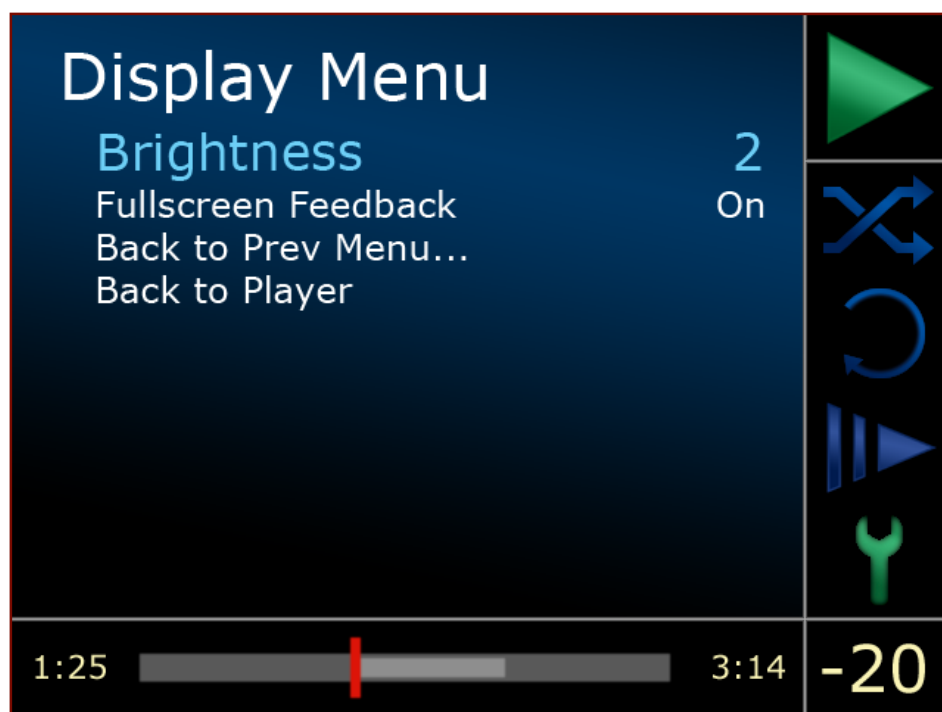 Display Menu
Brightness 2
Fullscreen Feedback On
Back to Prev Menu...
Back to Player
1:25 3:14 -20